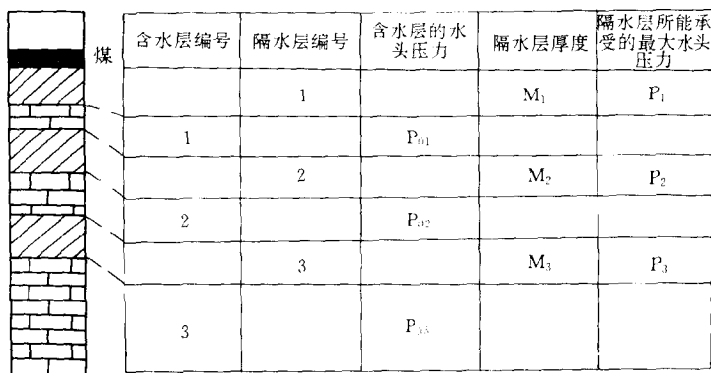 煤
含水层编号 隔水层编号 含水层的水头压力 隔水层厚度 隔水层所能承受的最大水头压力
1 M₁ P₁
1 P₀₁
2 M₂ P₂
2 P₀₂
3 M₃ P₃
3 P₀₃